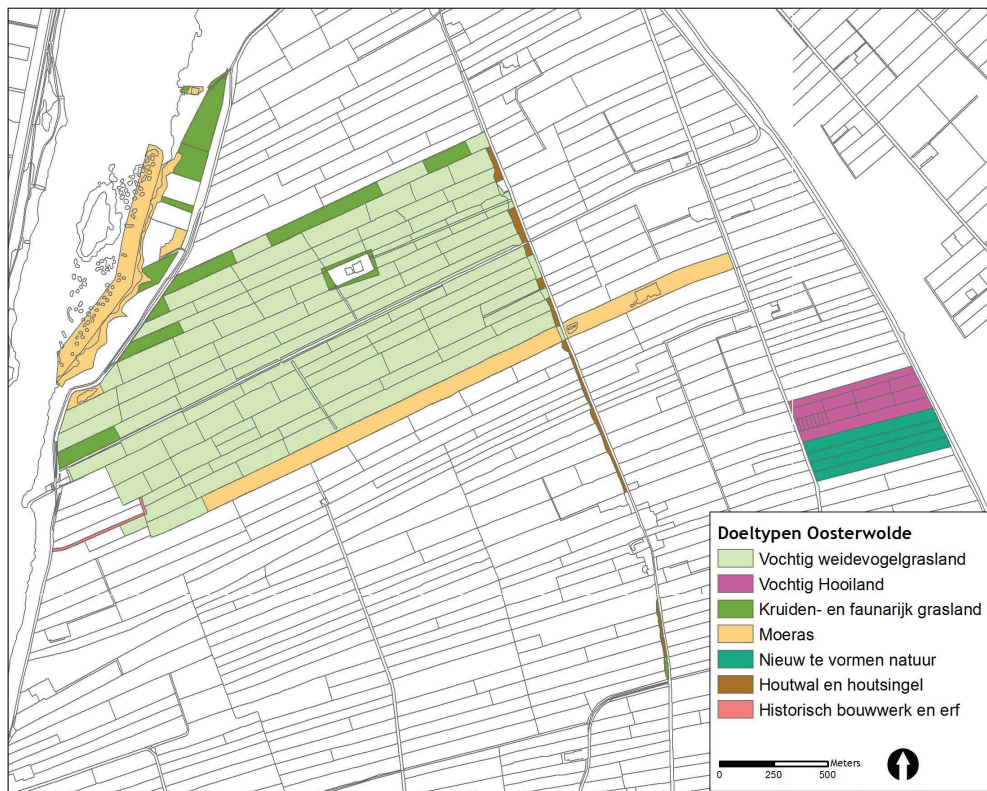 Doeltypen Oosterwolde
Vochtig weidevogelgrasland
Vochtig Hooiland
Kruiden- en faunarijk grasland
Moeras
Nieuw te vormen natuur
Houtwal en houtsingel
Historisch bouwwerk en erf
Meters
0 250 500